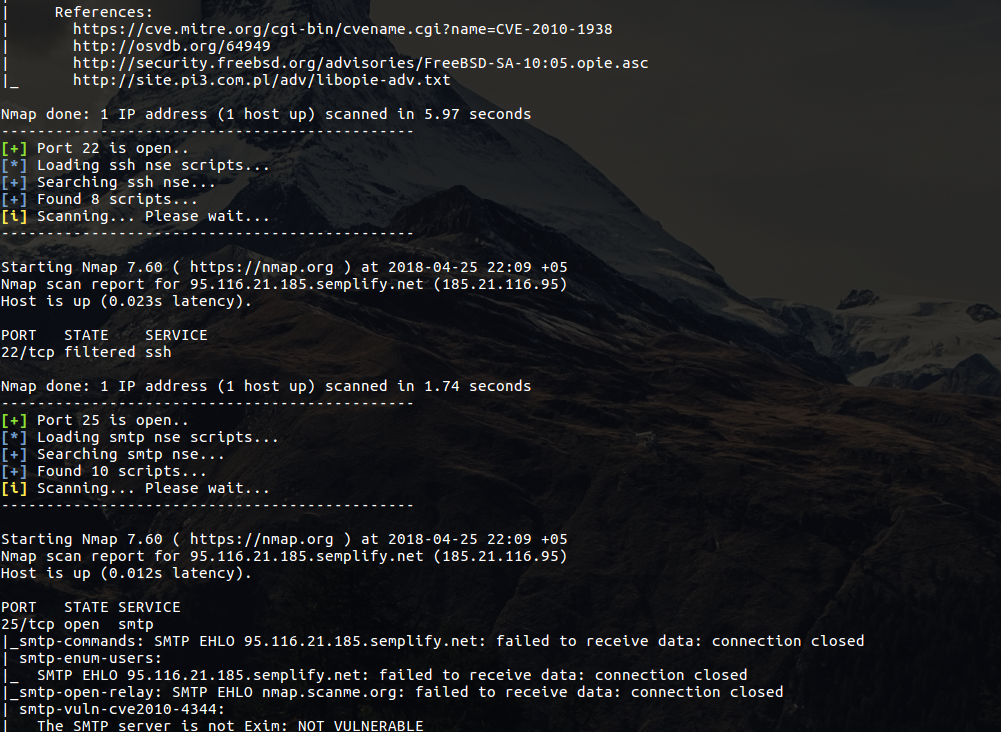 |     References:
|       https://cve.mitre.org/cgi-bin/cvename.cgi?name=CVE-2010-1938
|       http://osvdb.org/64949
|       http://security.freebsd.org/advisories/FreeBSD-SA-10:05.opie.asc
|_      http://site.pi3.com.pl/adv/libopie-adv.txt
Nmap done: 1 IP address (1 host up) scanned in 5.97 seconds
----------------------------------------------
[+] Port 22 is open..
[*] Loading ssh nse scripts...
[+] Searching ssh nse...
[+] Found 8 scripts...
[i] Scanning... Please wait...
----------------------------------------------
Starting Nmap 7.60 ( https://nmap.org ) at 2018-04-25 22:09 +05
Nmap scan report for 95.116.21.185.semplify.net (185.21.116.95)
Host is up (0.023s latency).
PORT   STATE    SERVICE
22/tcp filtered ssh
Nmap done: 1 IP address (1 host up) scanned in 1.74 seconds
----------------------------------------------
[+] Port 25 is open..
[*] Loading smtp nse scripts...
[+] Searching smtp nse...
[+] Found 10 scripts...
[i] Scanning... Please wait...
----------------------------------------------
Starting Nmap 7.60 ( https://nmap.org ) at 2018-04-25 22:09 +05
Nmap scan report for 95.116.21.185.semplify.net (185.21.116.95)
Host is up (0.012s latency).
PORT   STATE SERVICE
25/tcp open  smtp
|_smtp-commands: SMTP EHLO 95.116.21.185.semplify.net: failed to receive data: connection closed
| smtp-enum-users:
|_  SMTP EHLO 95.116.21.185.semplify.net: failed to receive data: connection closed
|_smtp-open-relay: SMTP EHLO nmap.scanme.org: failed to receive data: connection closed
| smtp-vuln-cve2010-4344:
|   The SMTP server is not Exim: NOT VULNERABLE